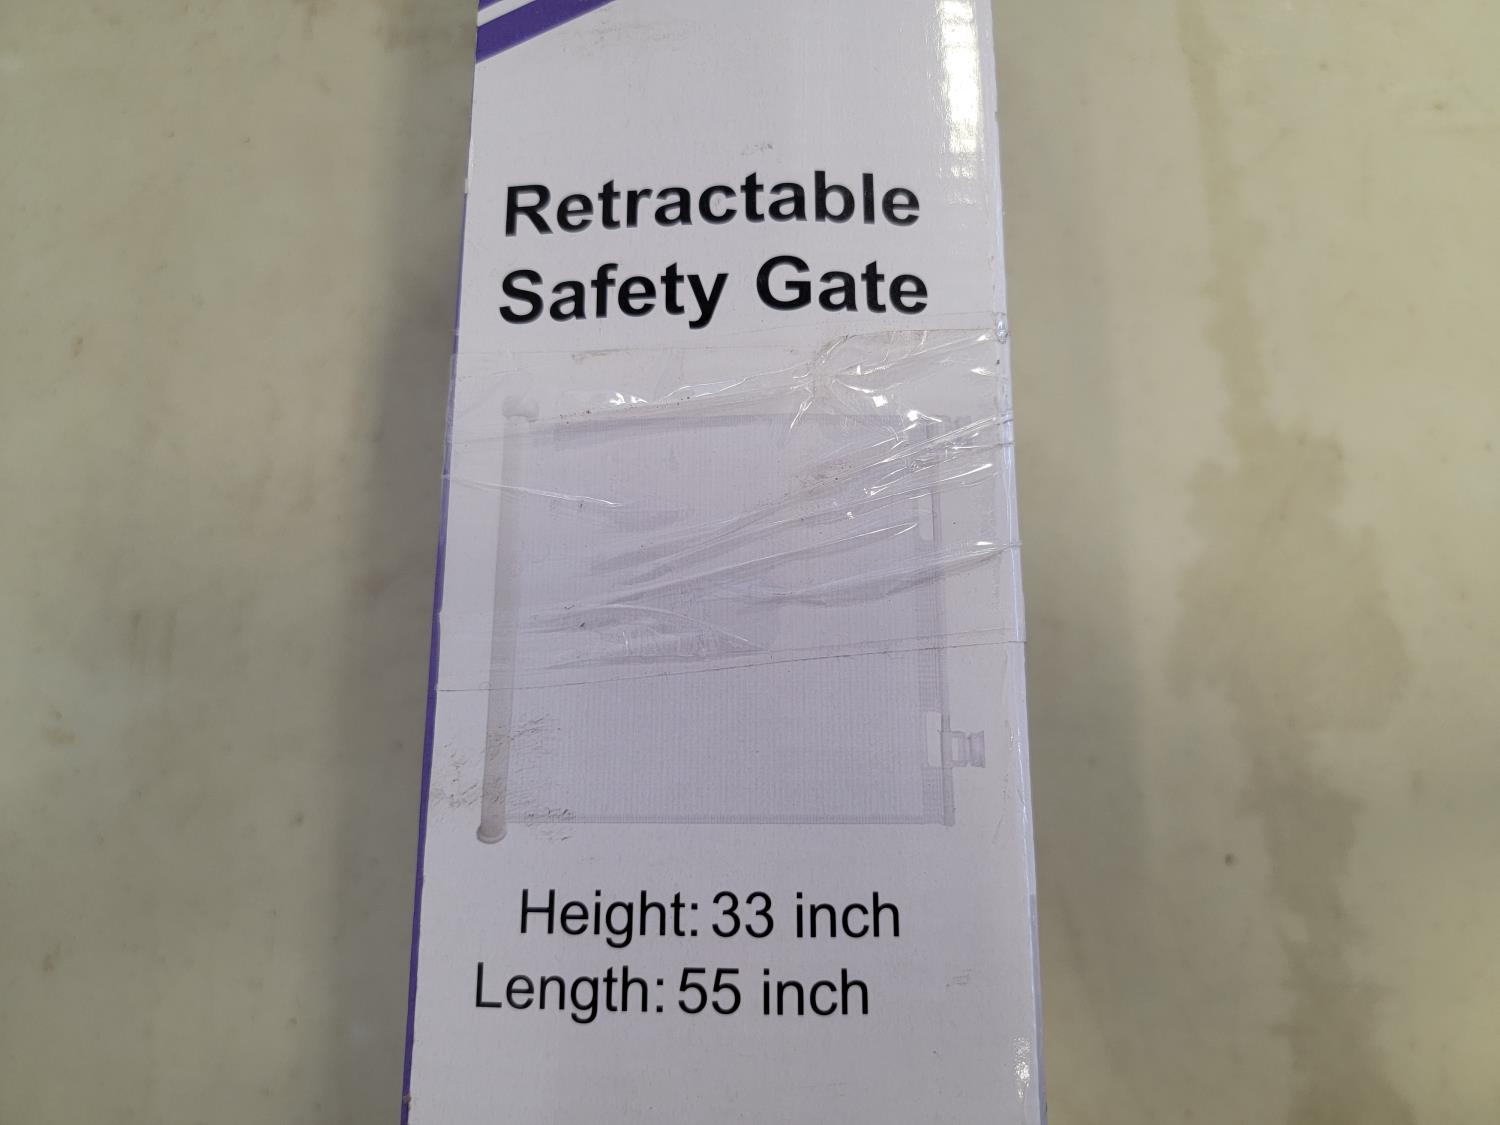 Retractable
Safety Gate
Height: 33 inch
Length: 55 inch